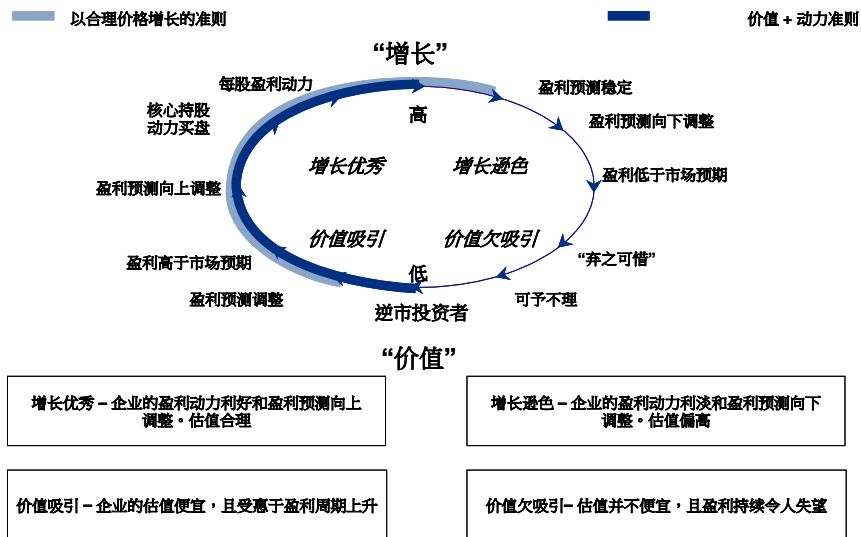 以合理价格增长的准则
价值 + 动力准则
“增长”
每股盈利动力
盈利预测稳定
核心持股
动力买盘
高
盈利预测向下调整
增长优秀
增长逊色
盈利预测向上调整
盈利低于市场预期
价值吸引
价值欠吸引
盈利高于市场预期
“弃之可惜”
低
盈利预测调整
可予不理
逆市投资者
“价值”
增长优秀 – 企业的盈利动力利好和盈利预测向上
调整。估值合理
增长逊色 – 企业的盈利动力利淡和盈利预测向下
调整。估值偏高
价值吸引 – 企业的估值便宜，且受惠于盈利周期上升
价值欠吸引– 估值并不便宜，且盈利持续令人失望